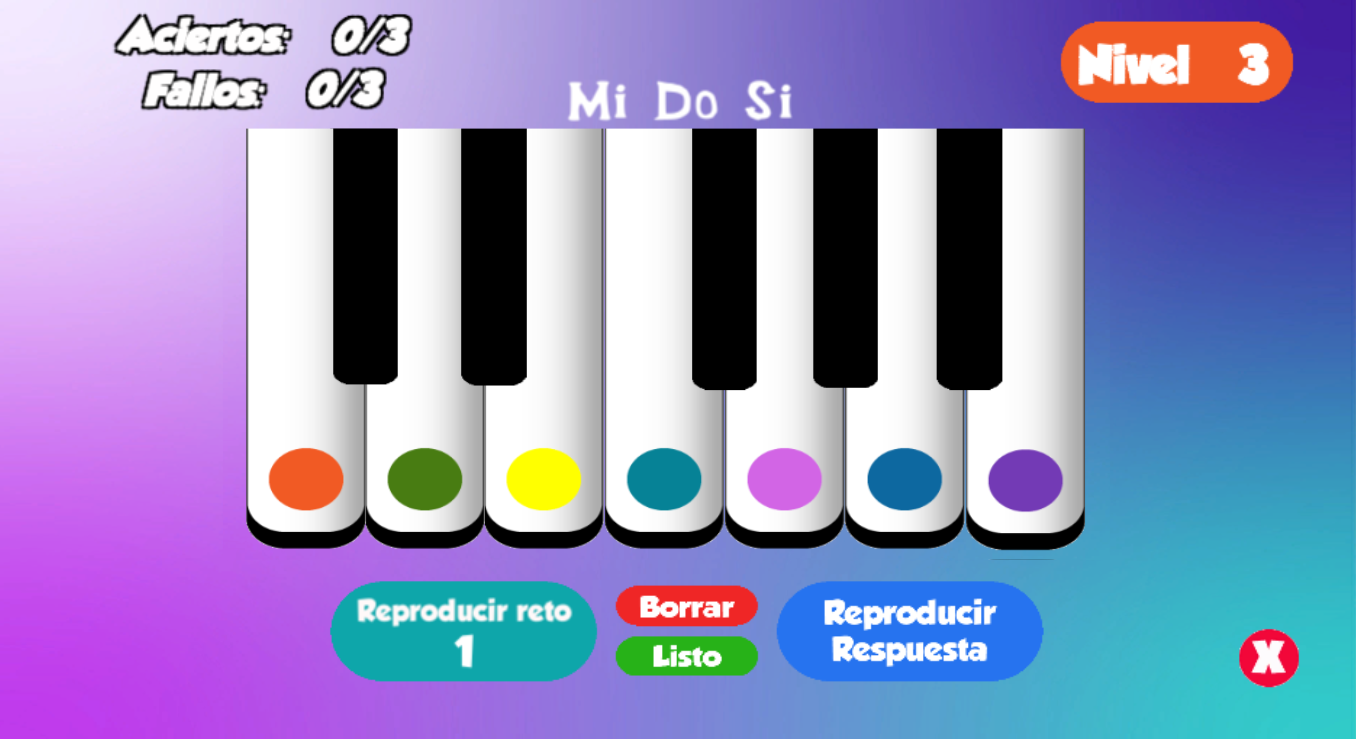 Aciertos: 0/3
Fallos: 0/3
Nivel 3
Mi Do Si
Reproducir reto
1
Borrar
Listo
Reproducir
Respuesta
X